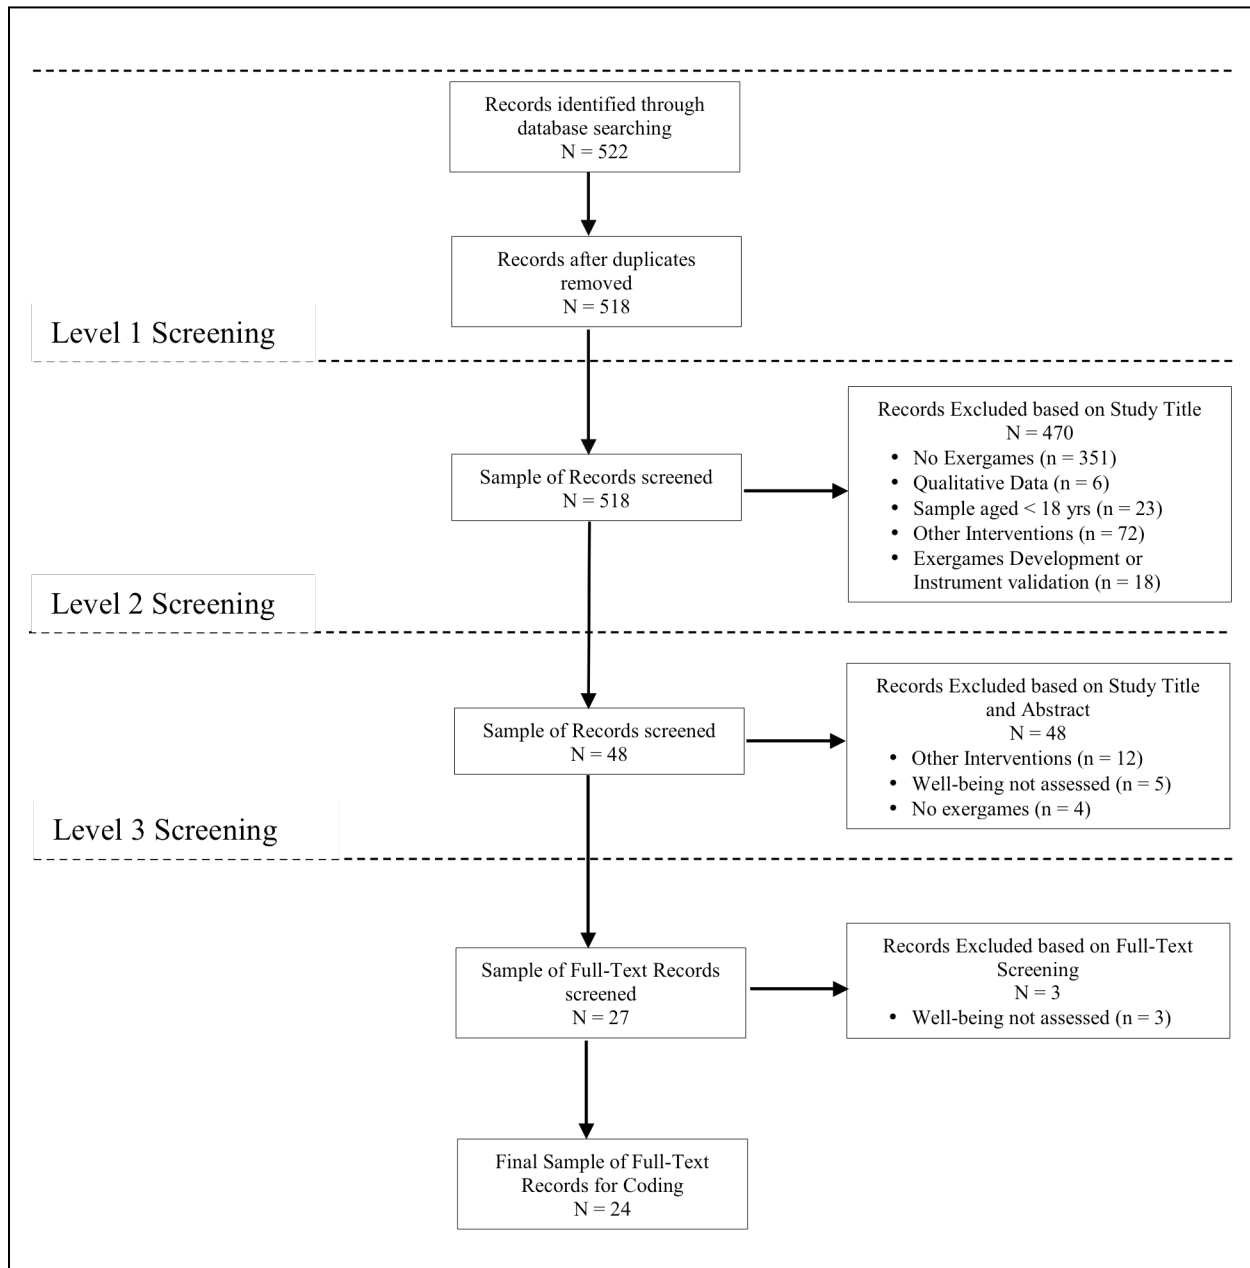 Records identified through
database searching
N = 522
Records after duplicates
removed
N = 518
Level 1 Screening
Sample of Records screened
N = 518
Records Excluded based on Study Title
N = 470
• No Exergames (n = 351)
• Qualitative Data (n = 6)
• Sample aged < 18 yrs (n = 23)
• Other Interventions (n = 72)
• Exergames Development or
Instrument validation (n = 18)
Level 2 Screening
Sample of Records screened
N = 48
Records Excluded based on Study Title
and Abstract
N = 48
• Other Interventions (n = 12)
• Well-being not assessed (n = 5)
• No exergames (n = 4)
Level 3 Screening
Sample of Full-Text Records
screened
N = 27
Records Excluded based on Full-Text
Screening
N = 3
• Well-being not assessed (n = 3)
Final Sample of Full-Text
Records for Coding
N = 24